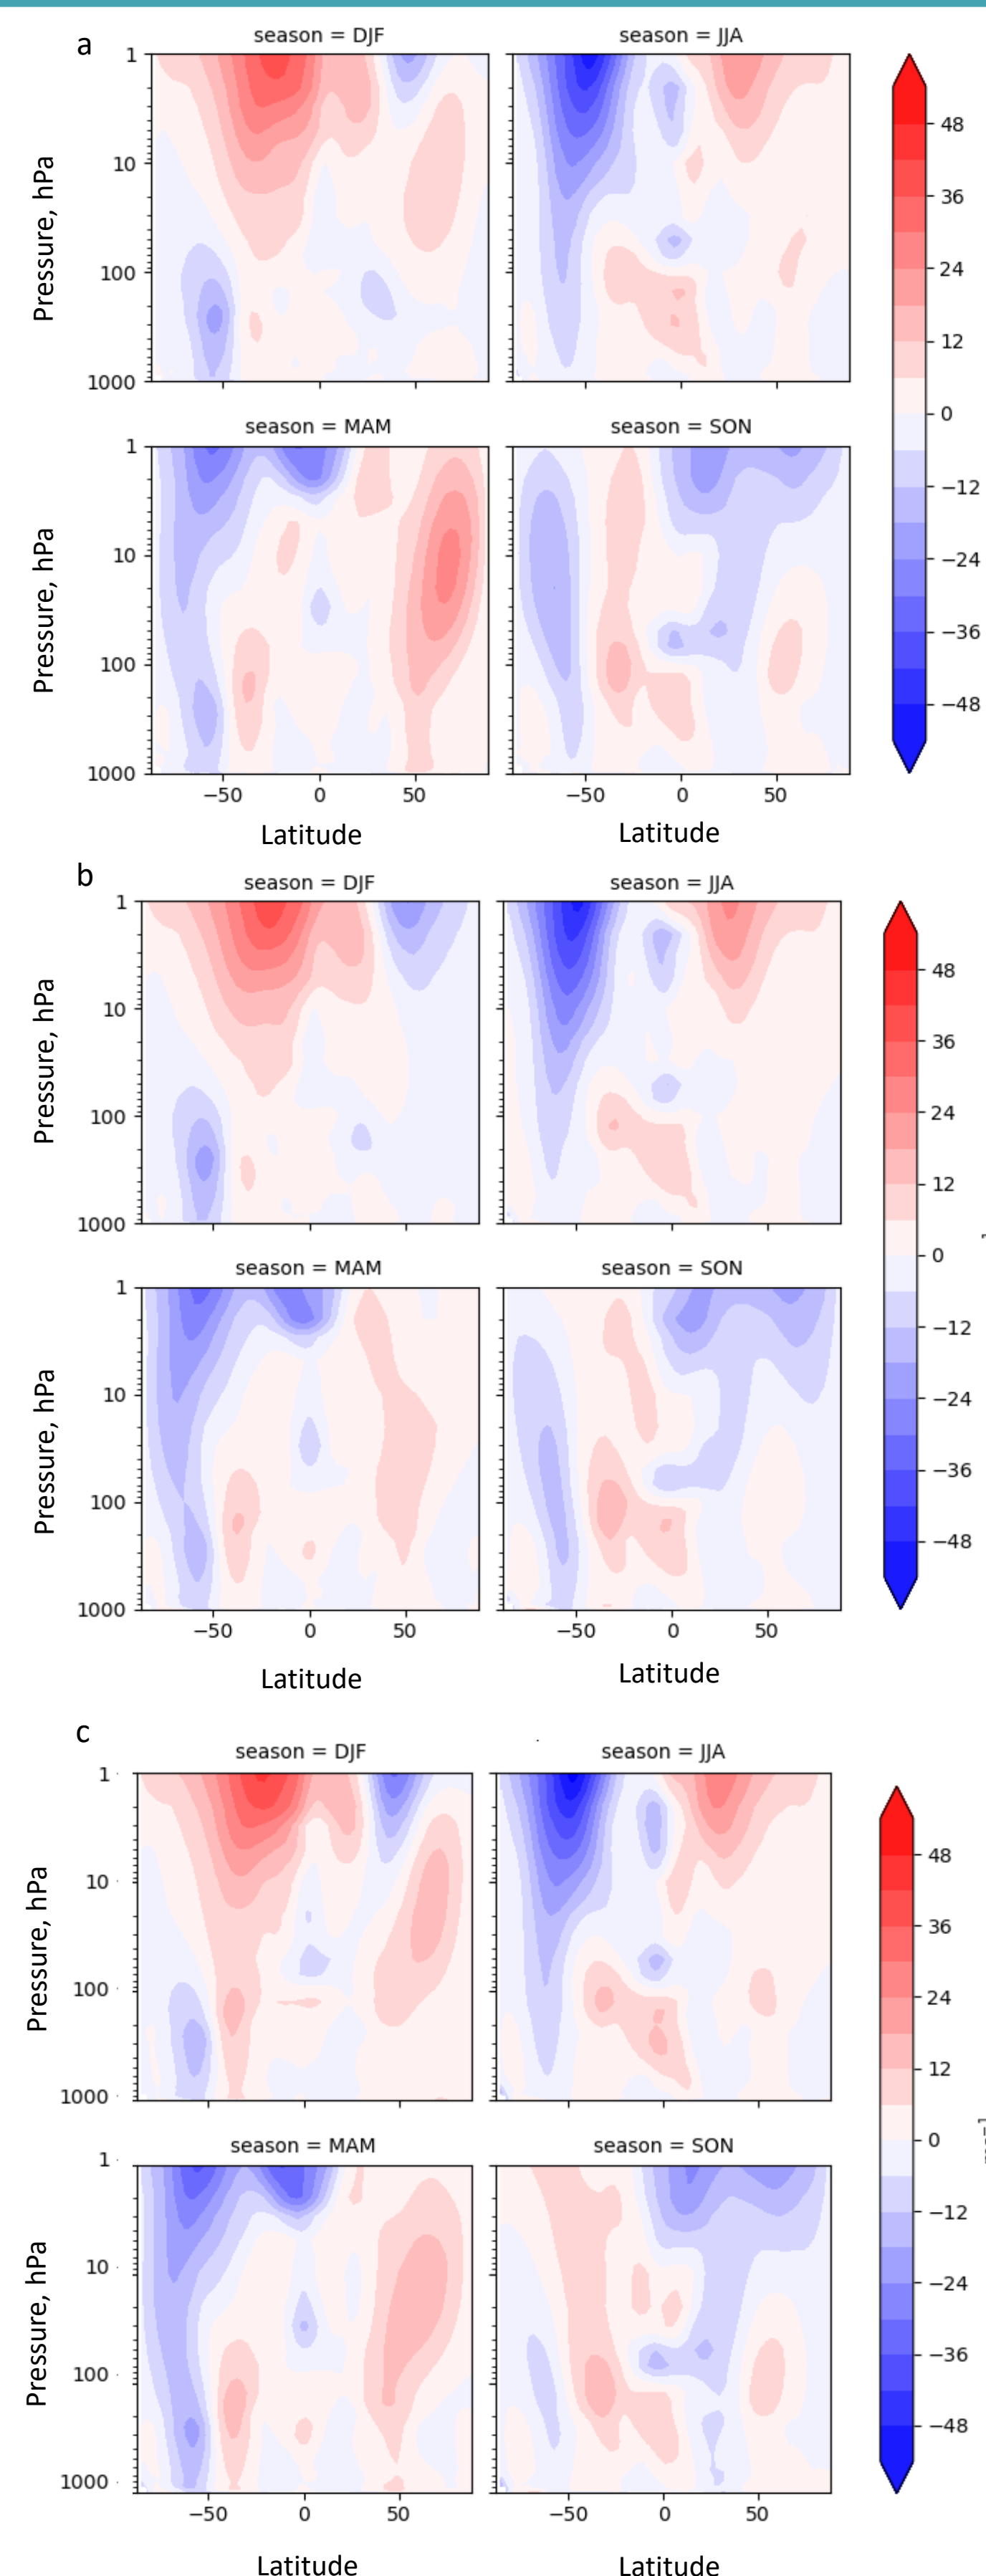 a
season = DJF
season = JJA
1
10
100
1000
Pressure, hPa
48
36
24
12
0
−12
−24
−36
−48
season = MAM
season = SON
1
10
100
1000
Pressure, hPa
−50
0
50
−50
0
50
Latitude
Latitude
b
season = DJF
season = JJA
1
10
100
1000
Pressure, hPa
48
36
24
12
0
−12
−24
−36
−48
season = MAM
season = SON
1
10
100
1000
Pressure, hPa
−50
0
50
−50
0
50
Latitude
Latitude
c
season = DJF
season = JJA
1
10
100
1000
Pressure, hPa
48
36
24
12
0
−12
−24
−36
−48
season = MAM
season = SON
1
10
100
1000
Pressure, hPa
−50
0
50
−50
0
50
Latitude
Latitude